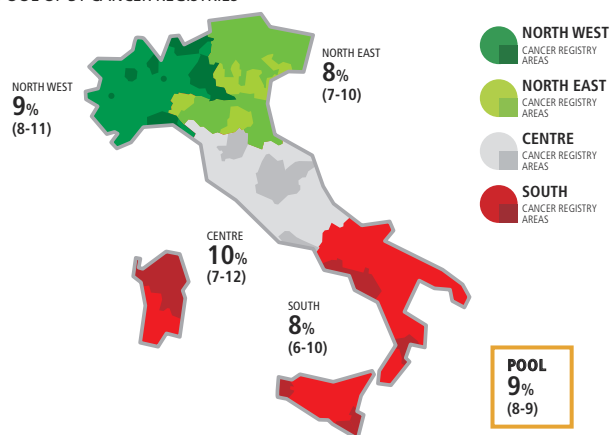 NORTH EAST
8%
(7-10)
NORTH WEST
9%
(8-11)
CENTRE
10%
(7-12)
SOUTH
8%
(6-10)
NORTH WEST
CANCER REGISTRY
AREAS
NORTH EAST
CANCER REGISTRY
AREAS
CENTRE
CANCER REGISTRY
AREAS
SOUTH
CANCER REGISTRY
AREAS
POOL
9%
(8-9)